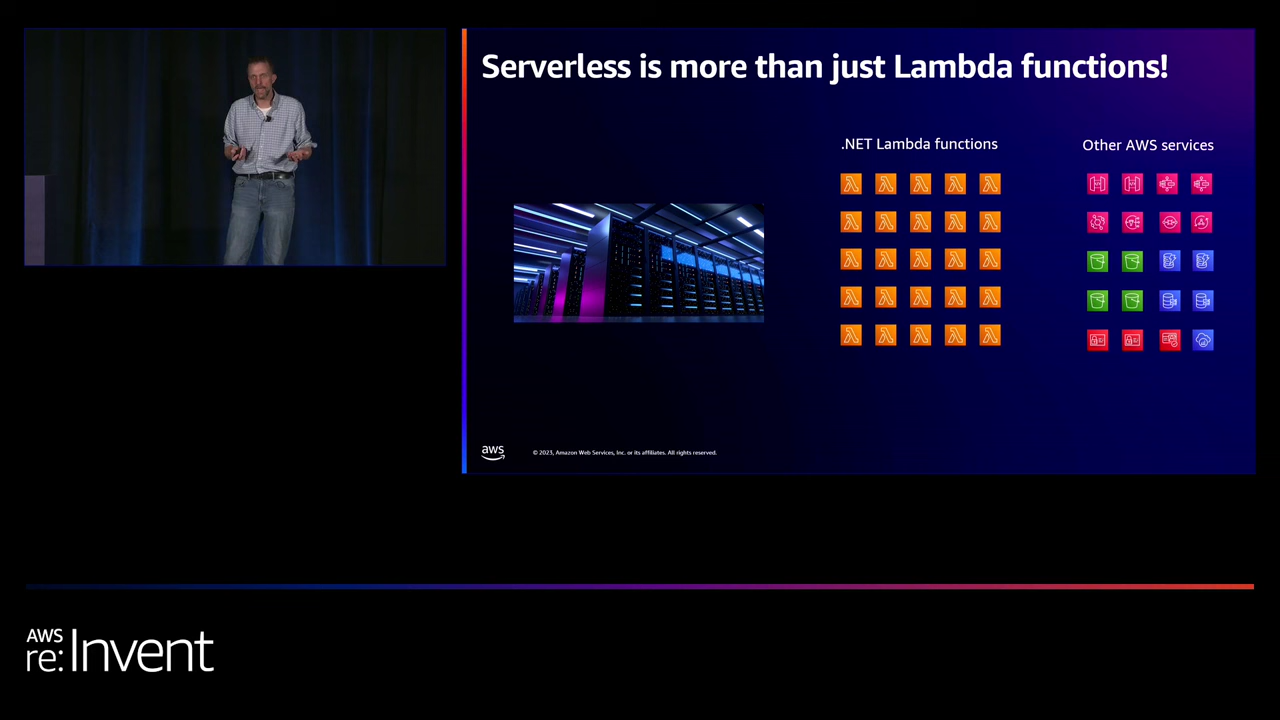 Serverless is more than just Lambda functions!
.NET Lambda functions
Other AWS services
aws
© 2023, Amazon Web Services, Inc. or its affiliates. All rights reserved.
AWS
re:Invent